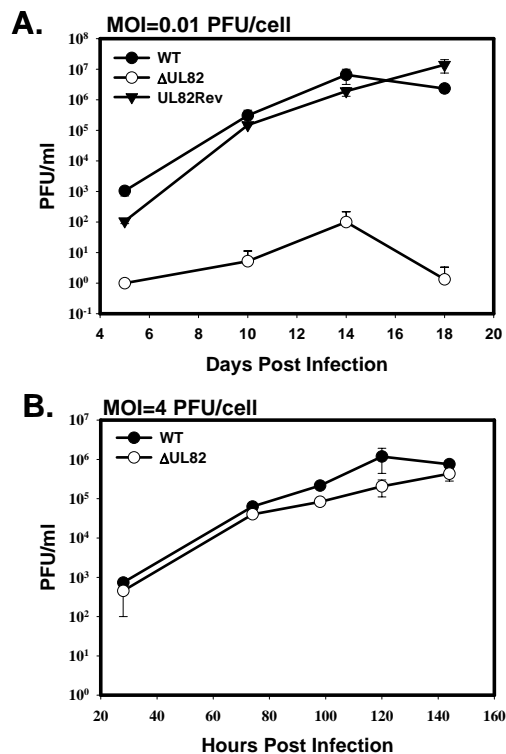 A.
MOI=0.01 PFU/cell
WT
ΔUL82
UL82Rev
PFU/ml
10⁸
10⁷
10⁶
10⁵
10⁴
10³
10²
10¹
10⁰
10⁻¹
4 6 8 10 12 14 16 18 20
Days Post Infection
B.
MOI=4 PFU/cell
WT
ΔUL82
PFU/ml
10⁷
10⁶
10⁵
10⁴
10³
10²
10¹
10⁰
20 40 60 80 100 120 140 160
Hours Post Infection